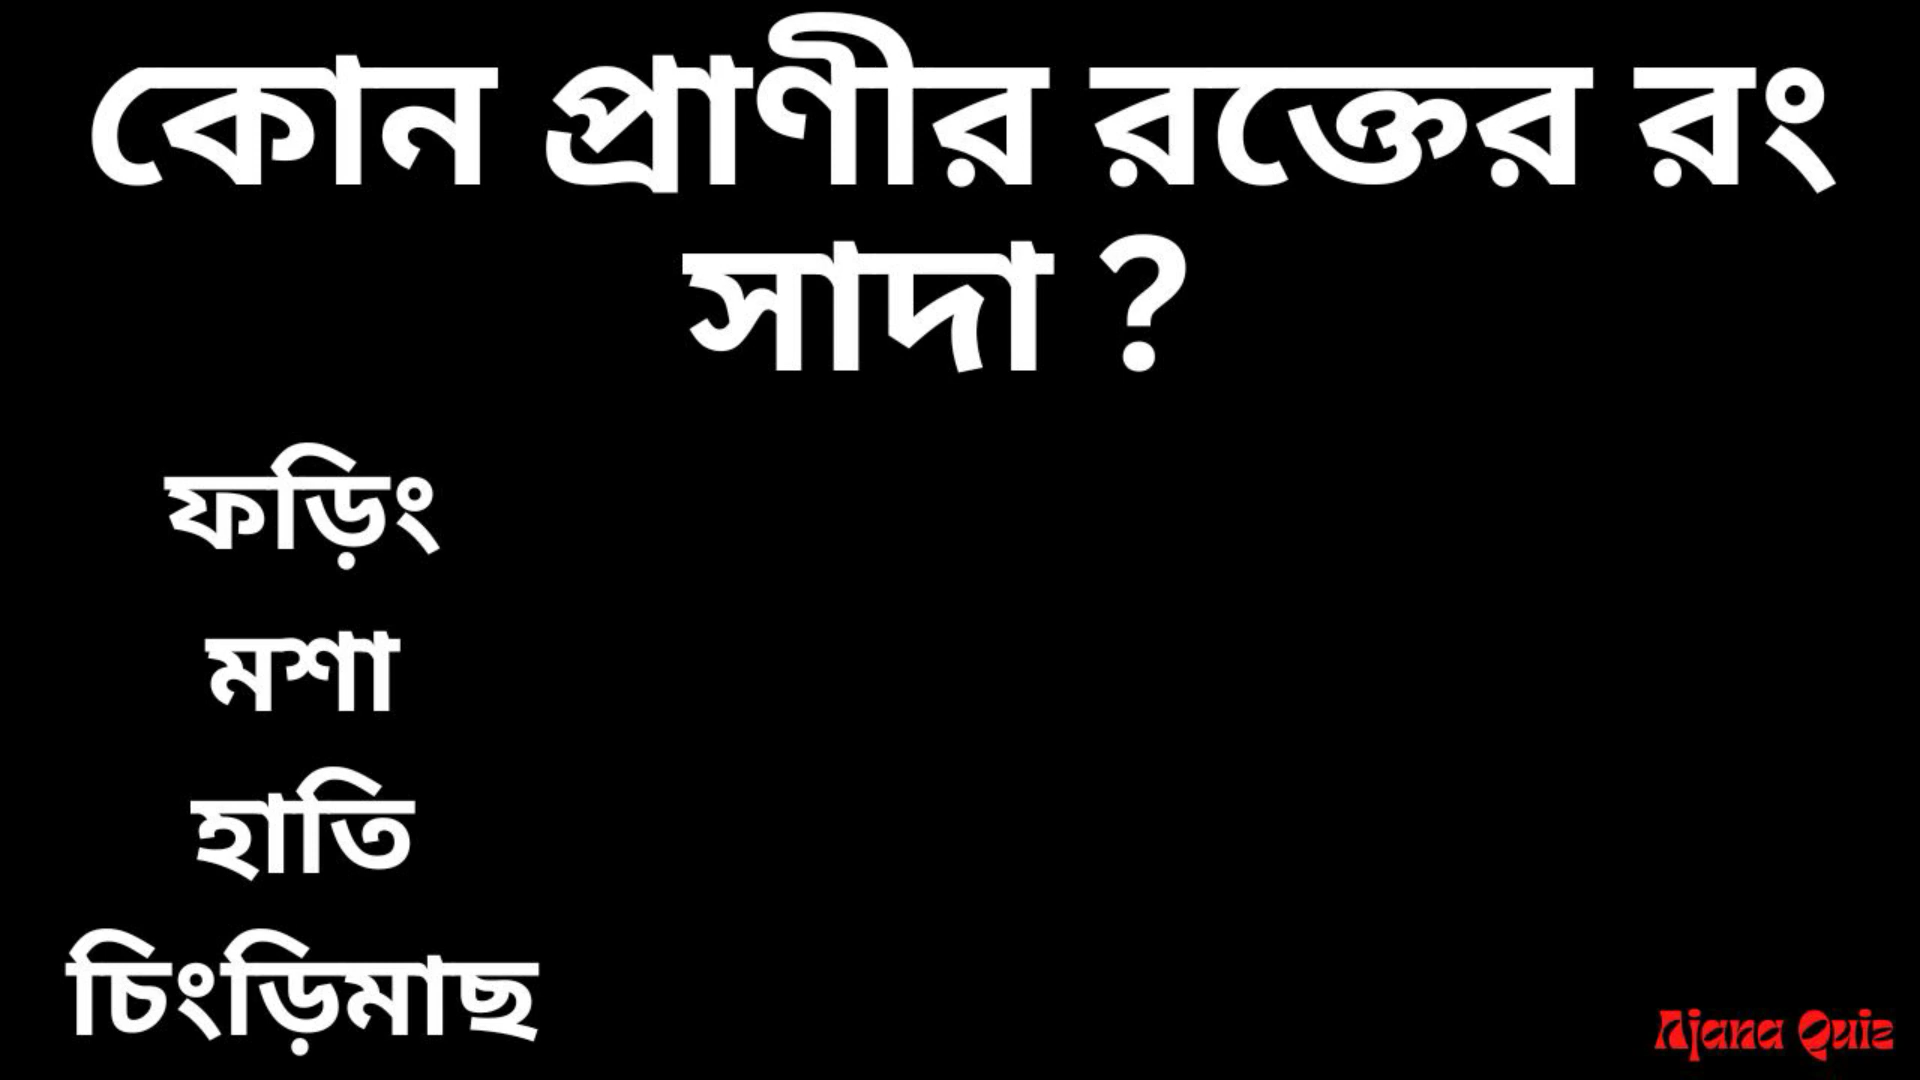 কোন প্রাণীর রক্তের রং
সাদা ?
ফড়িং
মশা
হাতি
চিংড়িমাছ
Ajana Quiz